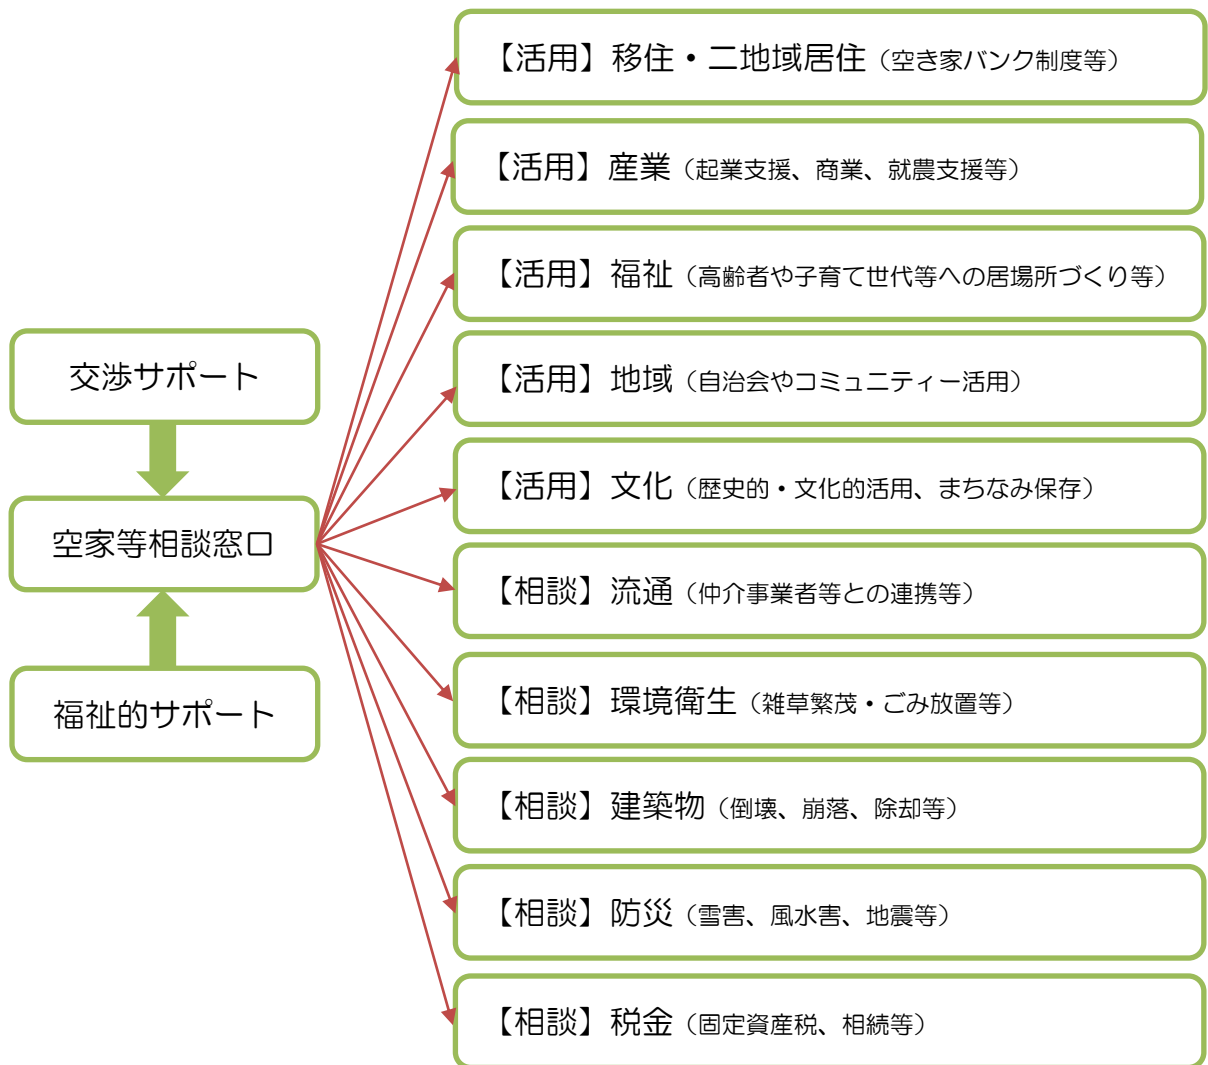 【活用】移住・二地域居住（空き家バンク制度等）
【活用】産業（起業支援、商業、就農支援等）
【活用】福祉（高齢者や子育て世代等への居場所づくり等）
【活用】地域（自治会やコミュニティー活用）
【活用】文化（歴史的・文化的活用、まちなみ保存）
【相談】流通（仲介事業者等との連携等）
【相談】環境衛生（雑草繁茂・ごみ放置等）
【相談】建築物（倒壊、崩落、除却等）
【相談】防災（雪害、風水害、地震等）
【相談】税金（固定資産税、相続等）
交渉サポート
空家等相談窓口
福祉的サポート